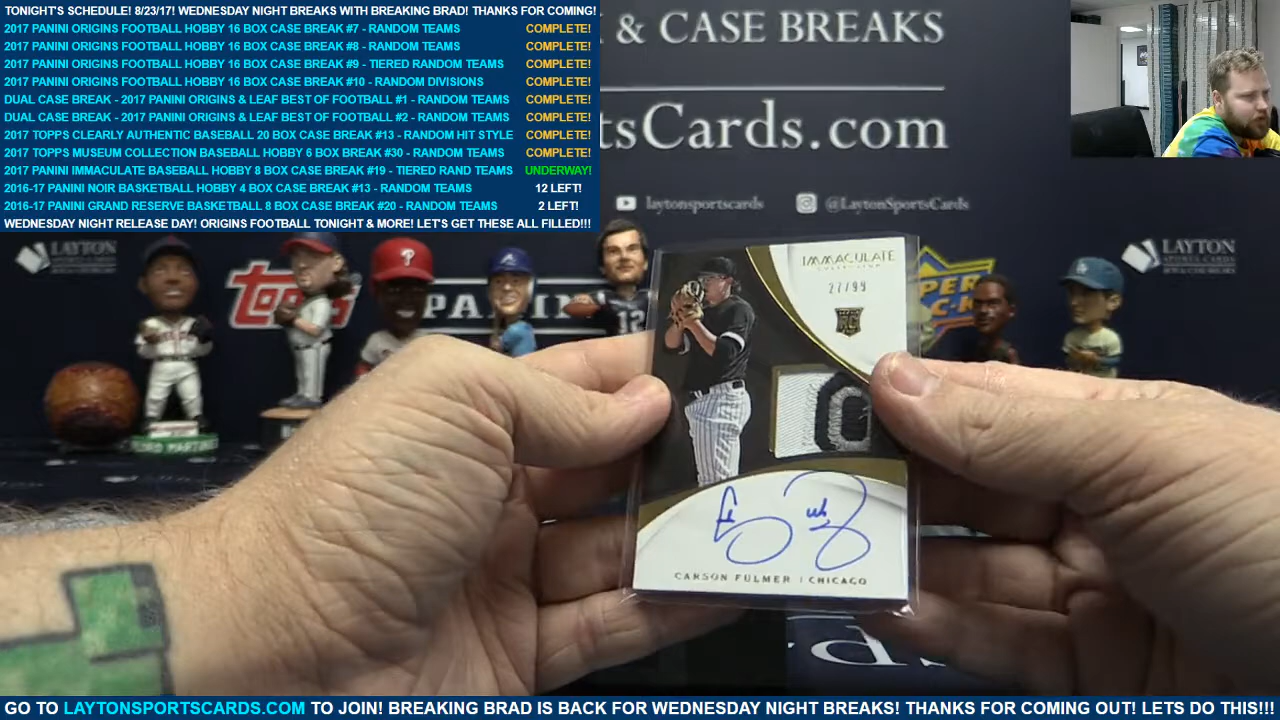 TONIGHT'S SCHEDULE! 8/23/17! WEDNESDAY NIGHT BREAKS WITH BREAKING BRAD! THANKS FOR COMING!
2017 PANINI ORIGINS FOOTBALL HOBBY 16 BOX CASE BREAK #7 - RANDOM TEAMS COMPLETE!
2017 PANINI ORIGINS FOOTBALL HOBBY 16 BOX CASE BREAK #8 - RANDOM TEAMS COMPLETE!
2017 PANINI ORIGINS FOOTBALL HOBBY 16 BOX CASE BREAK #9 - TIERED RANDOM TEAMS COMPLETE!
2017 PANINI ORIGINS FOOTBALL HOBBY 16 BOX CASE BREAK #10 - RANDOM DIVISIONS COMPLETE!
DUAL CASE BREAK - 2017 PANINI ORIGINS & LEAF BEST OF FOOTBALL #1 - RANDOM TEAMS COMPLETE!
DUAL CASE BREAK - 2017 PANINI ORIGINS & LEAF BEST OF FOOTBALL #2 - RANDOM TEAMS COMPLETE!
2017 TOPPS CLEARLY AUTHENTIC BASEBALL 20 BOX CASE BREAK #13 - RANDOM HIT STYLE COMPLETE!
2017 TOPPS MUSEUM COLLECTION BASEBALL HOBBY 6 BOX BREAK #30 - RANDOM TEAMS COMPLETE!
2017 PANINI IMMACULATE BASEBALL HOBBY 8 BOX CASE BREAK #19 - TIERED RAND TEAMS UNDERWAY!
2016-17 PANINI NOIR BASKETBALL HOBBY 4 BOX CASE BREAK #13 - RANDOM TEAMS 12 LEFT!
2016-17 PANINI GRAND RESERVE BASKETBALL 8 BOX CASE BREAK #20 - RANDOM TEAMS 2 LEFT!
WEDNESDAY NIGHT RELEASE DAY! ORIGINS FOOTBALL TONIGHT & MORE! LET'S GET THESE ALL FILLED!!!
& CASE BREAKS
tsCards.com
laytonsportscards @LaytonSportsCards
LAYTON
LAYTON
topps
PANINI
12
IMMACULATE
COLLECTION
27/99
RC
CARSON FULMER | CHICAGO
GO TO LAYTONSPORTSCARDS.COM TO JOIN! BREAKING BRAD IS BACK FOR WEDNESDAY NIGHT BREAKS! THANKS FOR COMING OUT! LETS DO THIS!!!